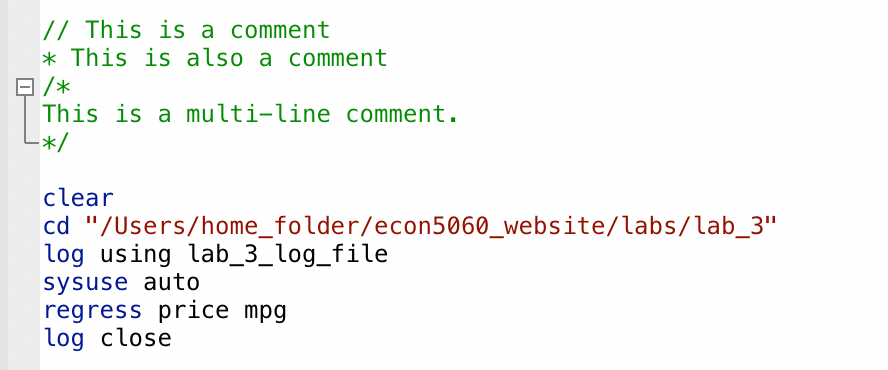 // This is a comment
* This is also a comment
/*
This is a multi-line comment.
*/
clear
cd "/Users/home_folder/econ5060_website/labs/lab_3"
log using lab_3_log_file
sysuse auto
regress price mpg
log close